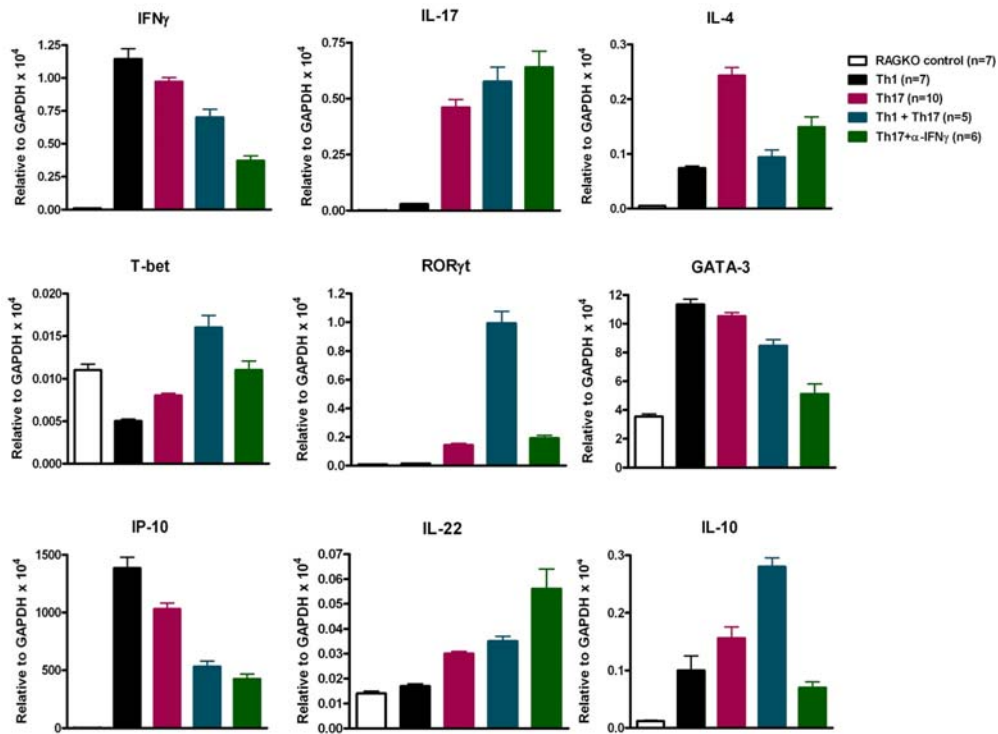 IFNγ
Relative to GAPDH x 10⁴
1.25
1.00
0.75
0.50
0.25
0.00
IL-17
Relative to GAPDH x 10⁴
0.75
0.50
0.25
0.00
IL-4
Relative to GAPDH x 10⁴
0.3
0.2
0.1
0.0
RAGKO control (n=7)
Th1 (n=7)
Th17 (n=10)
Th1 + Th17 (n=5)
Th17+α-IFNγ (n=6)
T-bet
Relative to GAPDH x 10⁴
0.020
0.015
0.010
0.005
0.000
RORγt
Relative to GAPDH x 10⁴
1.2
1.0
0.8
0.6
0.4
0.2
0.0
GATA-3
Relative to GAPDH x 10⁴
12
10
8
6
4
2
0
IP-10
Relative to GAPDH x 10⁴
1500
1000
500
0
IL-22
Relative to GAPDH x 10⁴
0.07
0.06
0.05
0.04
0.03
0.02
0.01
0.00
IL-10
Relative to GAPDH x 10⁴
0.3
0.2
0.1
0.0